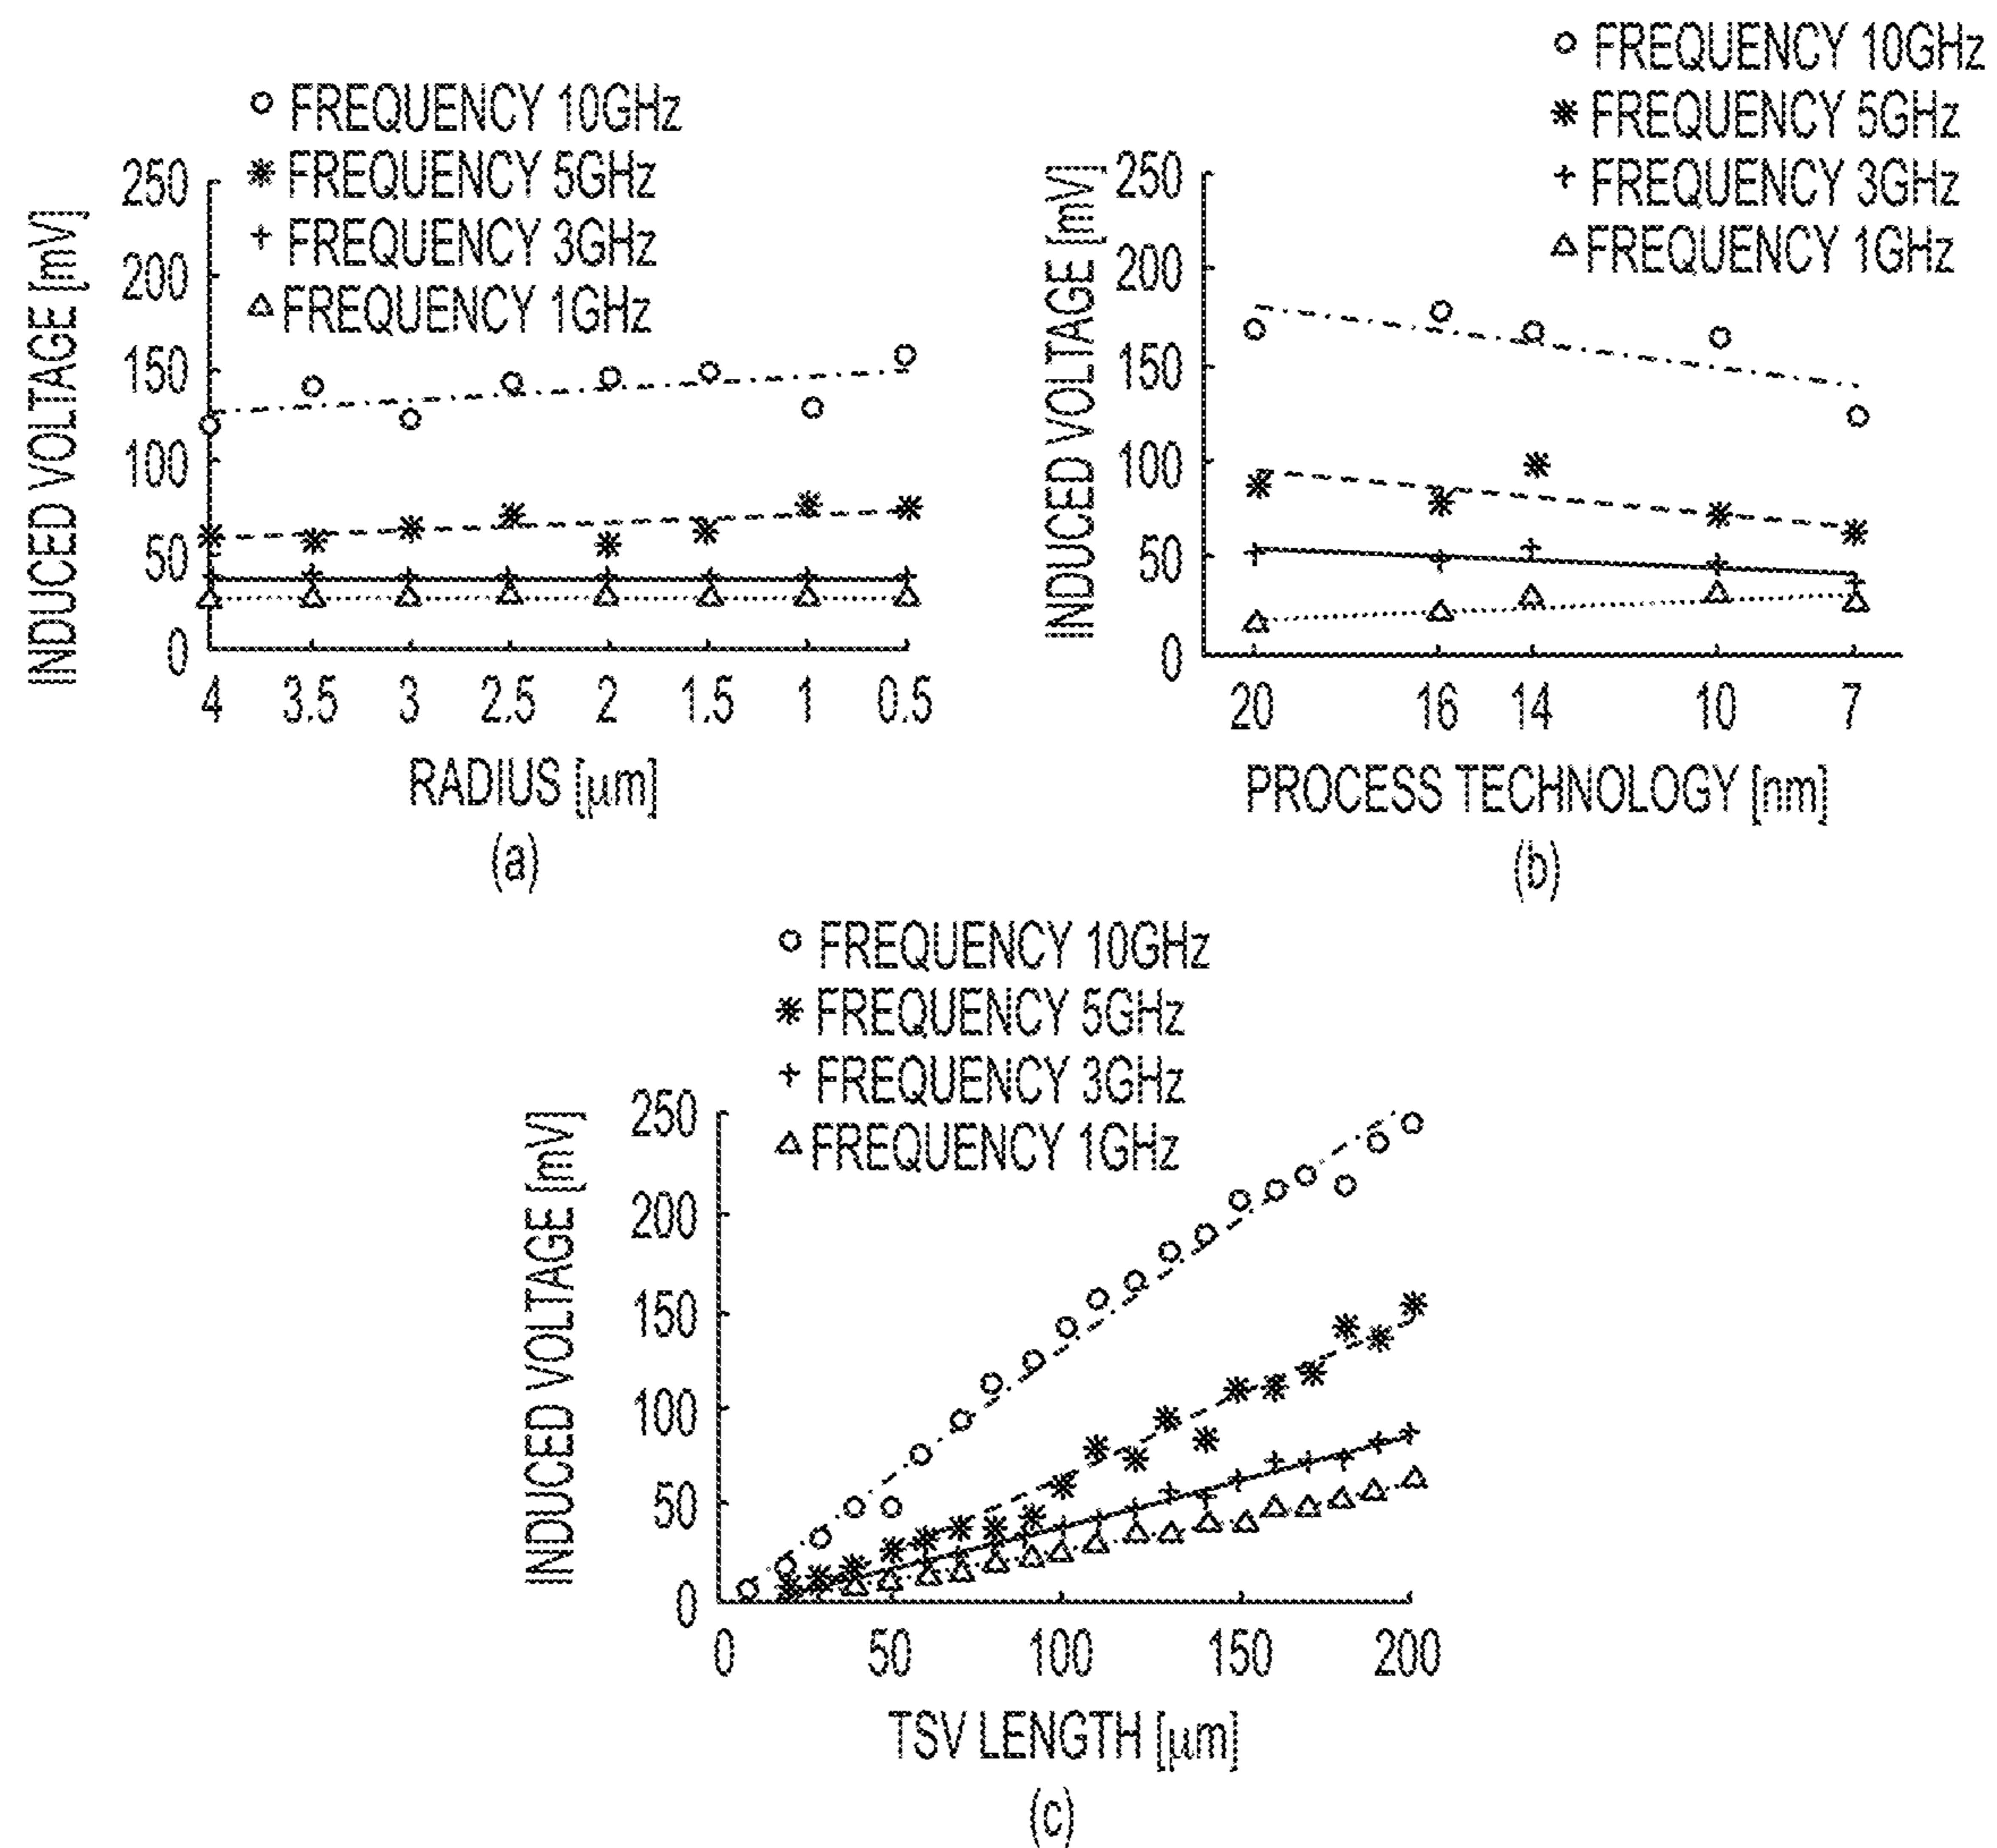 ○ FREQUENCY 10GHz
* FREQUENCY 5GHz
+ FREQUENCY 3GHz
△ FREQUENCY 1GHz
INDUCED VOLTAGE [mV]
250
200
150
100
50
0
4 3.5 3 2.5 2 1.5 1 0.5
RADIUS [μm]
(a)
○ FREQUENCY 10GHz
* FREQUENCY 5GHz
+ FREQUENCY 3GHz
△ FREQUENCY 1GHz
INDUCED VOLTAGE [mV]
250
200
150
100
50
0
20 16 14 10 7
PROCESS TECHNOLOGY [nm]
(b)
○ FREQUENCY 10GHz
* FREQUENCY 5GHz
+ FREQUENCY 3GHz
△ FREQUENCY 1GHz
INDUCED VOLTAGE [mV]
250
200
150
100
50
0
0 50 100 150 200
TSV LENGTH [μm]
(c)